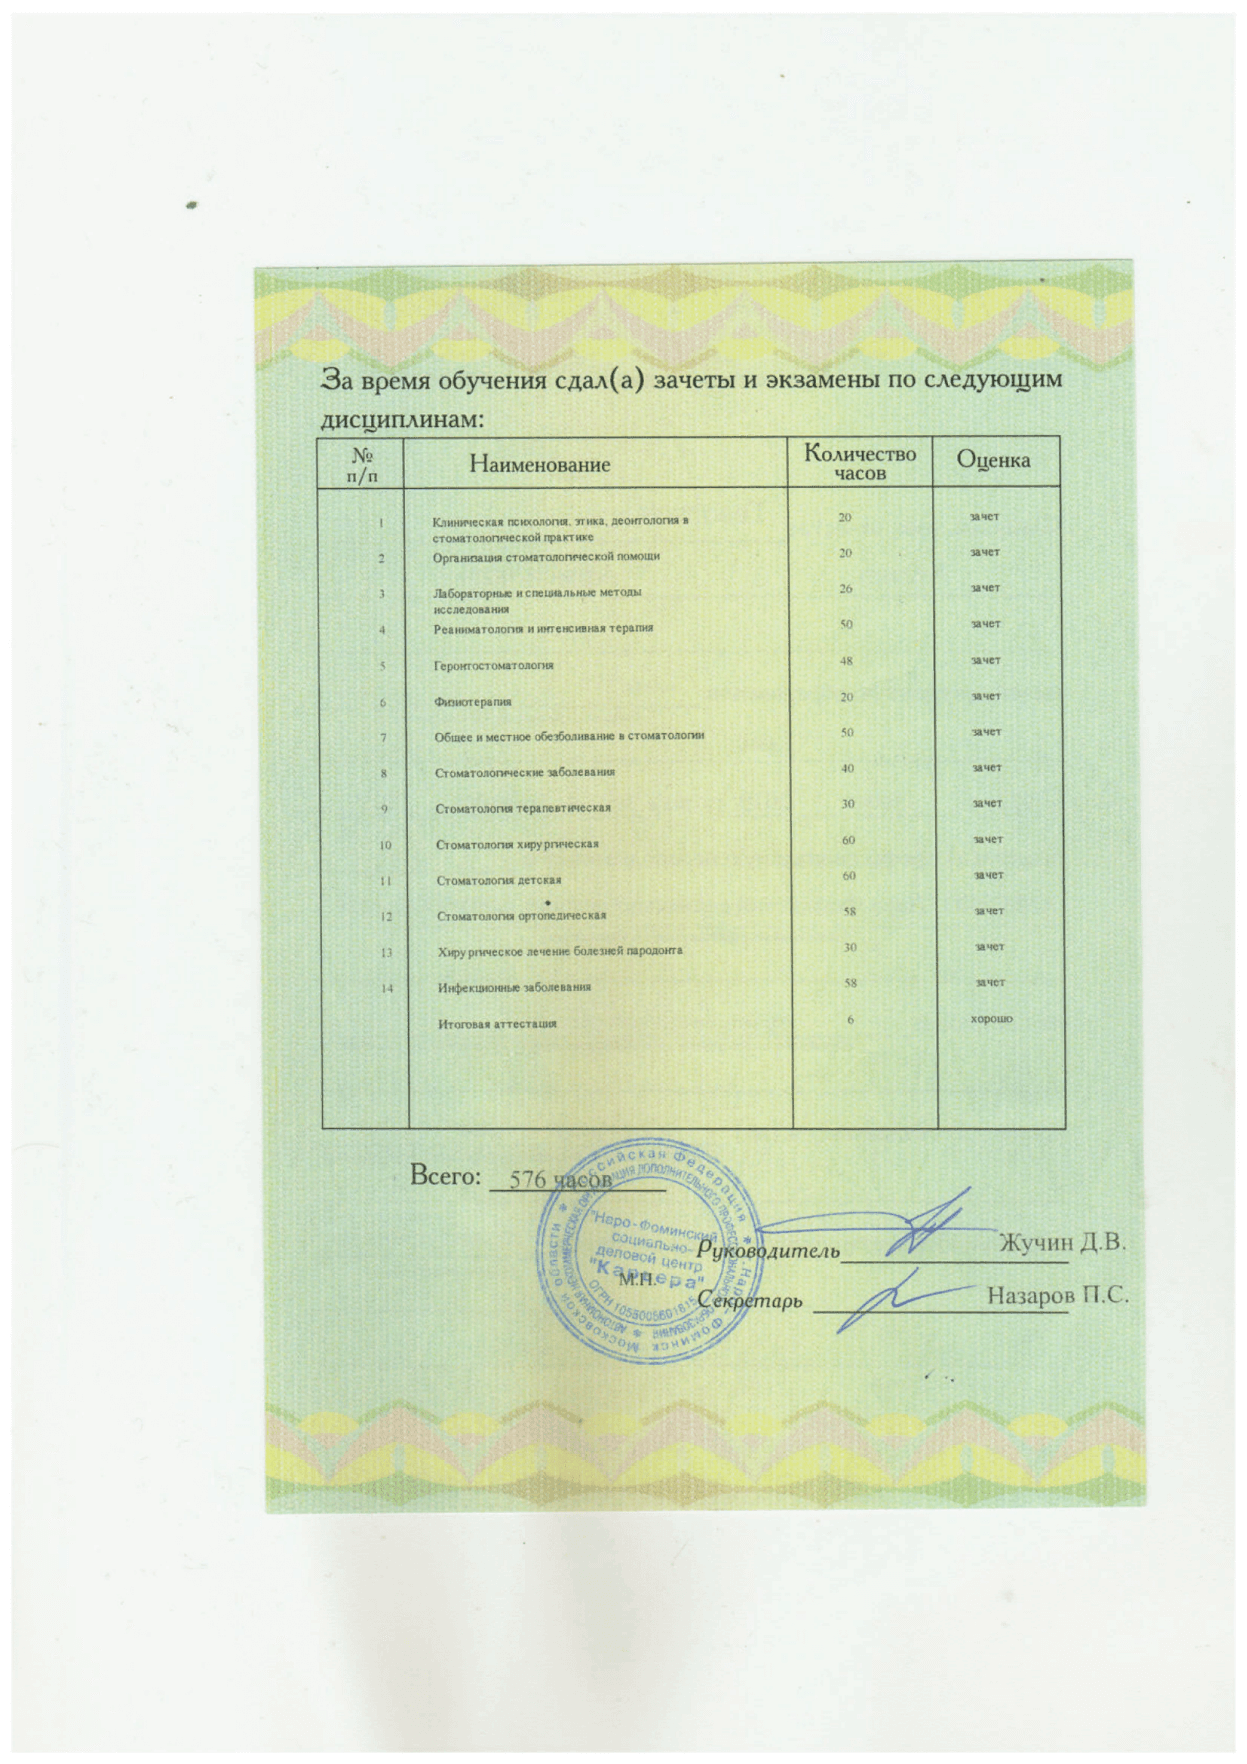 За время обучения сдал(а) зачеты и экзамены по следующим
дисциплинам:
№ п/п Наименование Количество часов Оценка
1 Клиническая психология, этика, деонтология в 20 зачет
стоматологической практике
2 Организация стоматологической помощи 20 зачет
3 Лабораторные и специальные методы 26 зачет
исследования
4 Реаниматология и интенсивная терапия 50 зачет
5 Геронтостоматология 48 зачет
6 Физиотерапия 20 зачет
7 Общее и местное обезболивание в стоматологии 50 зачет
8 Стоматологические заболевания 40 зачет
9 Стоматология терапевтическая 30 зачет
10 Стоматология хирургическая 60 зачет
11 Стоматология детская 60 зачет
12 Стоматология ортопедическая 58 зачет
13 Хирургическое лечение болезней пародонта 30 зачет
14 Инфекционные заболевания 58 зачет
Итоговая аттестация 6 хорошо
Всего: 576 часов
Российская Федерация * г. Наро-Фоминск Московской области *
"Наро-Фоминский
социально-
деловой центр
"Карьера"
М.П.
Руководитель Жучин Д.В.
Секретарь Назаров П.С.